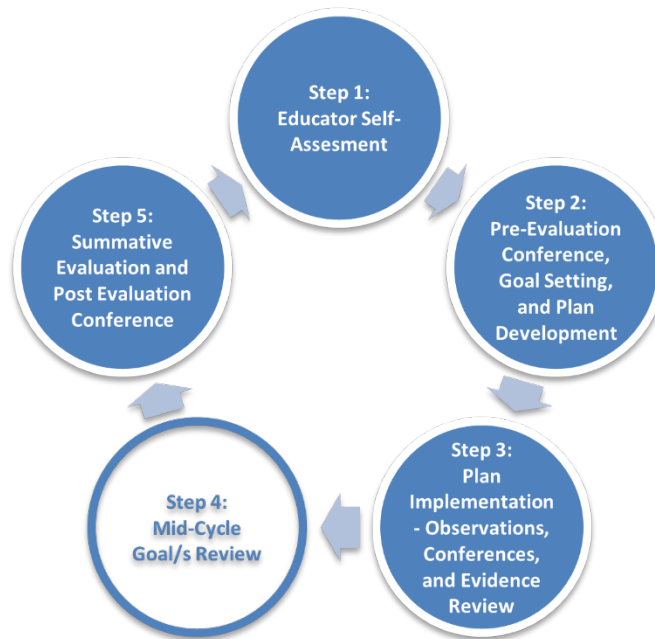 Step 1:
Educator Self-
Assesment
Step 2:
Pre-Evaluation
Conference,
Goal Setting,
and Plan
Development
Step 3:
Plan
Implementation
- Observations,
Conferences,
and Evidence
Review
Step 4:
Mid-Cycle
Goal/s Review
Step 5:
Summative
Evaluation and
Post Evaluation
Conference